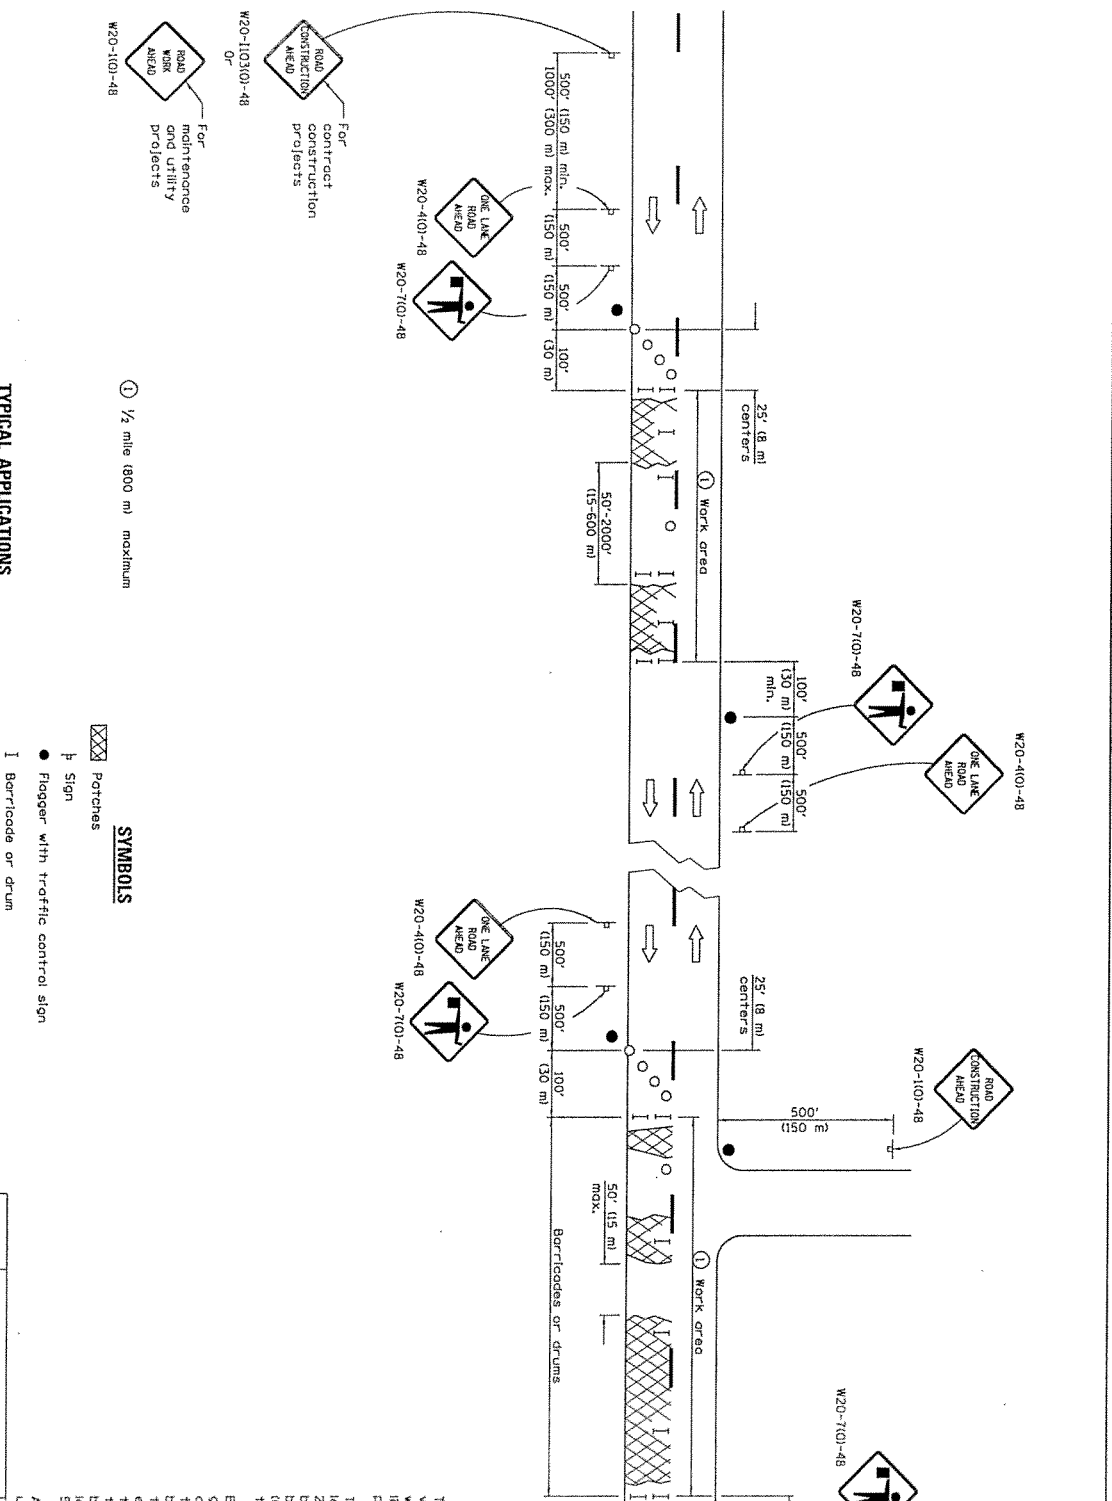 ROAD
CONSTRUCTION
AHEAD
W20-I103(O)-48
Or
For
contract
construction
projects
ROAD
WORK
AHEAD
W20-1(O)-48
For
maintenance
and utility
projects
500' (150 m) min.
1000' (300 m) max.
ONE LANE
ROAD
AHEAD
W20-4(O)-48
500'
(150 m)
W20-7(O)-48
500'
(150 m)
100'
(30 m)
25' (8 m)
centers
① Work area
50'-2000'
(15-600 m)
W20-7(O)-48
100'
(30 m)
min.
500'
(150 m)
500'
(150 m)
ONE LANE
ROAD
AHEAD
W20-4(O)-48
ONE LANE
ROAD
AHEAD
W20-4(O)-48
500'
(150 m)
W20-7(O)-48
500'
(150 m)
100'
(30 m)
25' (8 m)
centers
ROAD
CONSTRUCTION
AHEAD
W20-1(O)-48
500'
(150 m)
① Work area
50' (15 m)
max.
Barricades or drums
W20-7(O)-48
① ½ mile (800 m) maximum
TYPICAL APPLICATIONS
SYMBOLS
Patches
Sign
Flagger with traffic control sign
Barricade or drum